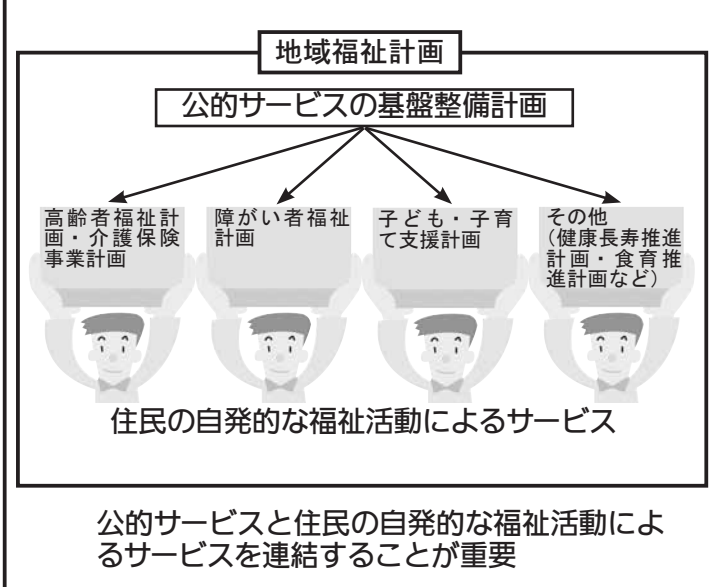 地域福祉計画
公的サービスの基盤整備計画
高齢者福祉計
画・介護保険
事業計画
障がい者福祉
計画
子ども・子育
て支援計画
その他
（健康長寿推進
計画・食育推
進計画など）
住民の自発的な福祉活動によるサービス
公的サービスと住民の自発的な福祉活動によ
るサービスを連結することが重要